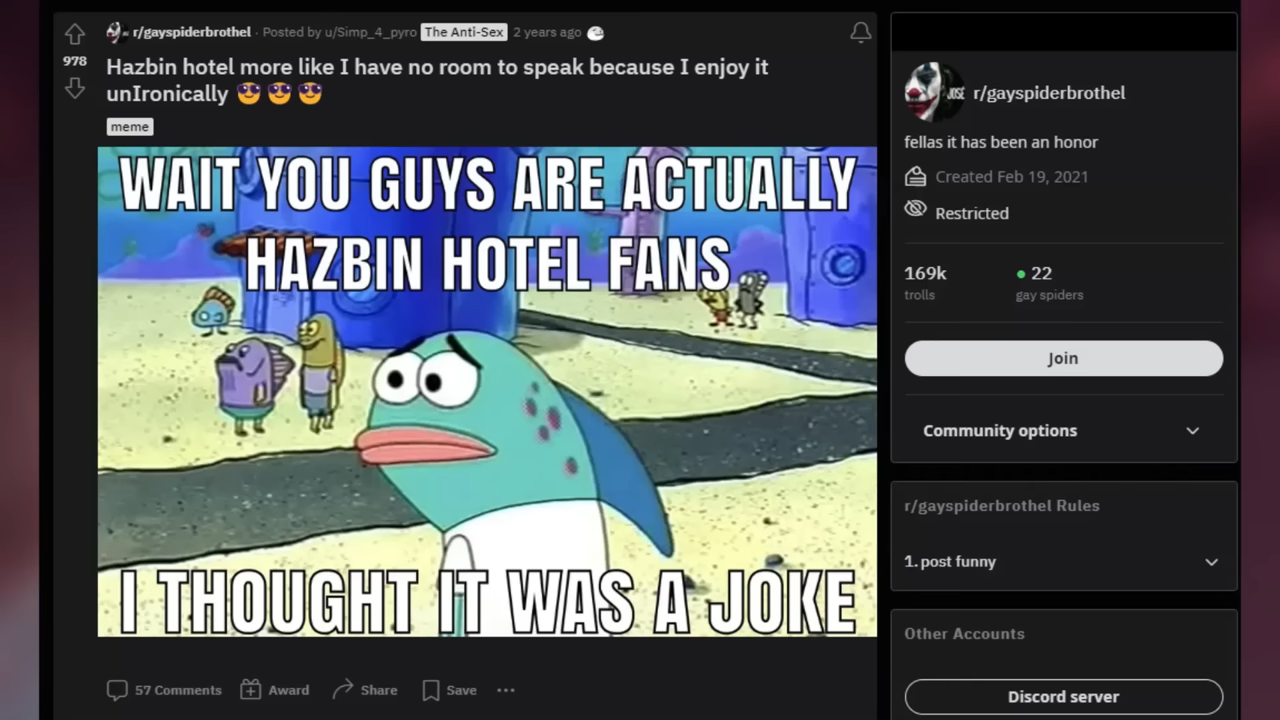 r/gayspiderbrothel · Posted by u/Simp_4_pyro The Anti-Sex 2 years ago
978
Hazbin hotel more like I have no room to speak because I enjoy it
unIronically 😎 😎 😎
meme
WAIT YOU GUYS ARE ACTUALLY
HAZBIN HOTEL FANS
I THOUGHT IT WAS A JOKE
57 Comments Award Share Save
JOSE
r/gayspiderbrothel
fellas it has been an honor
Created Feb 19, 2021
Restricted
169k 22
trolls gay spiders
Join
Community options
r/gayspiderbrothel Rules
1. post funny
Other Accounts
Discord server